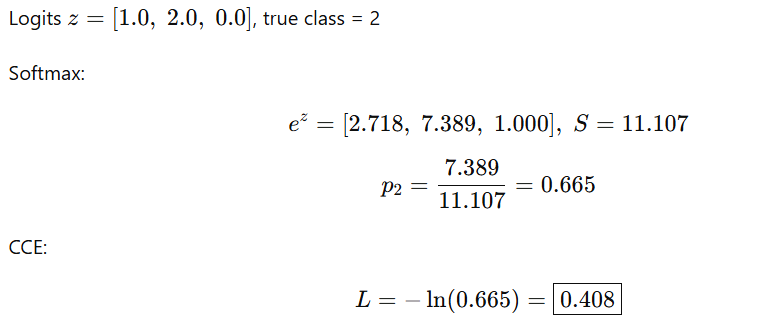 Logits z = [1.0, 2.0, 0.0], true class = 2
Softmax:
e^z = [2.718, 7.389, 1.000], S = 11.107
p₂ = 7.389 / 11.107 = 0.665
CCE:
L = − ln(0.665) = 0.408